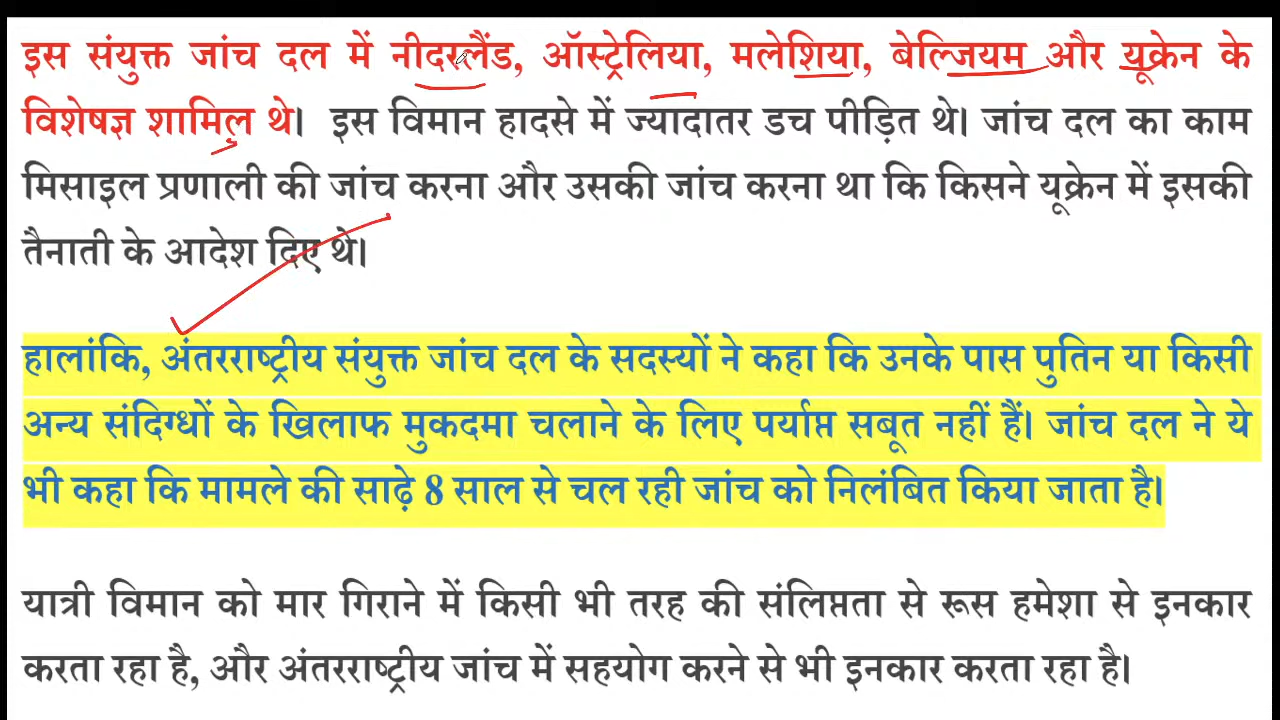 इस संयुक्त जांच दल में नीदरलैंड, ऑस्ट्रेलिया, मलेशिया, बेल्जियम और यूक्रेन के
विशेषज्ञ शामिल थे। इस विमान हादसे में ज्यादातर डच पीड़ित थे। जांच दल का काम
मिसाइल प्रणाली की जांच करना और उसकी जांच करना था कि किसने यूक्रेन में इसकी
तैनाती के आदेश दिए थे।
हालांकि, अंतरराष्ट्रीय संयुक्त जांच दल के सदस्यों ने कहा कि उनके पास पुतिन या किसी
अन्य संदिग्धों के खिलाफ मुकदमा चलाने के लिए पर्याप्त सबूत नहीं हैं। जांच दल ने ये
भी कहा कि मामले की साढ़े 8 साल से चल रही जांच को निलंबित किया जाता है।
यात्री विमान को मार गिराने में किसी भी तरह की संलिप्तता से रूस हमेशा से इनकार
करता रहा है, और अंतरराष्ट्रीय जांच में सहयोग करने से भी इनकार करता रहा है।